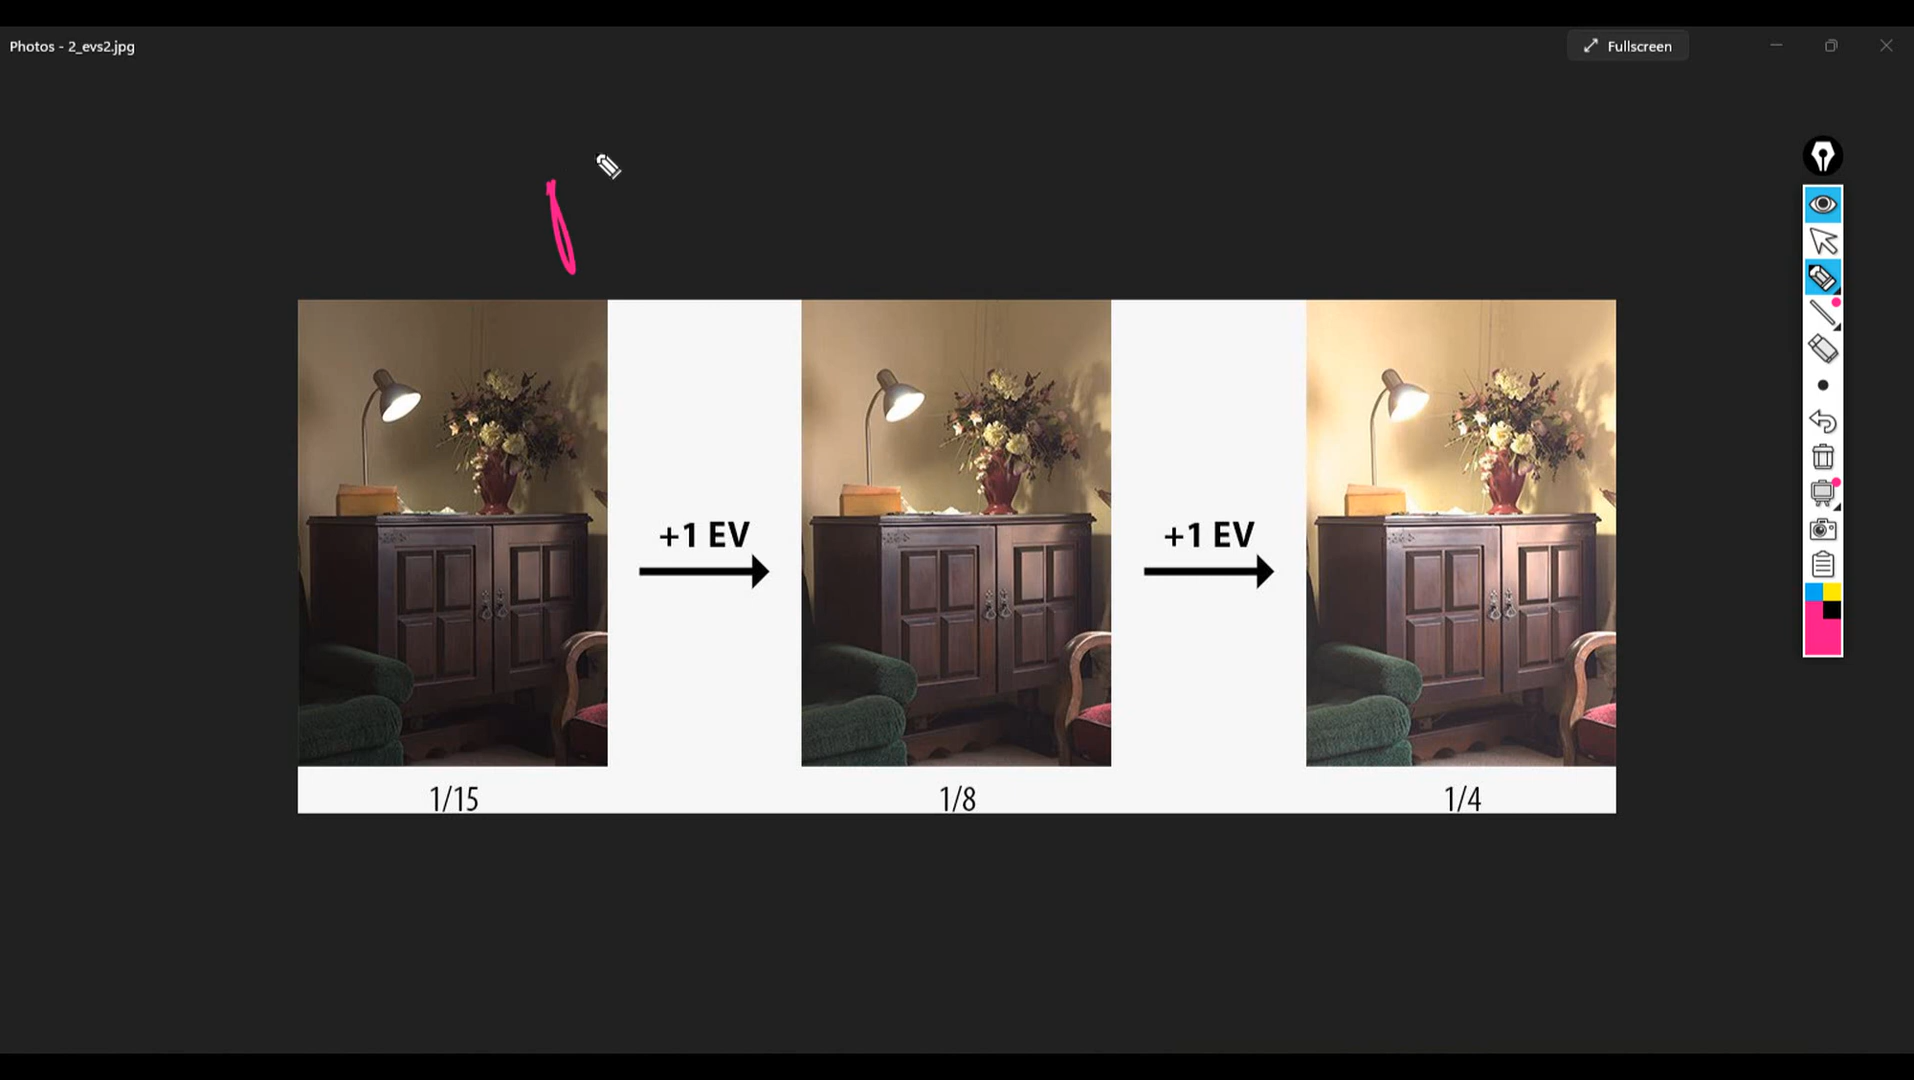 Photos - 2_evs2.jpg
Fullscreen
+1 EV
+1 EV
1/15
1/8
1/4